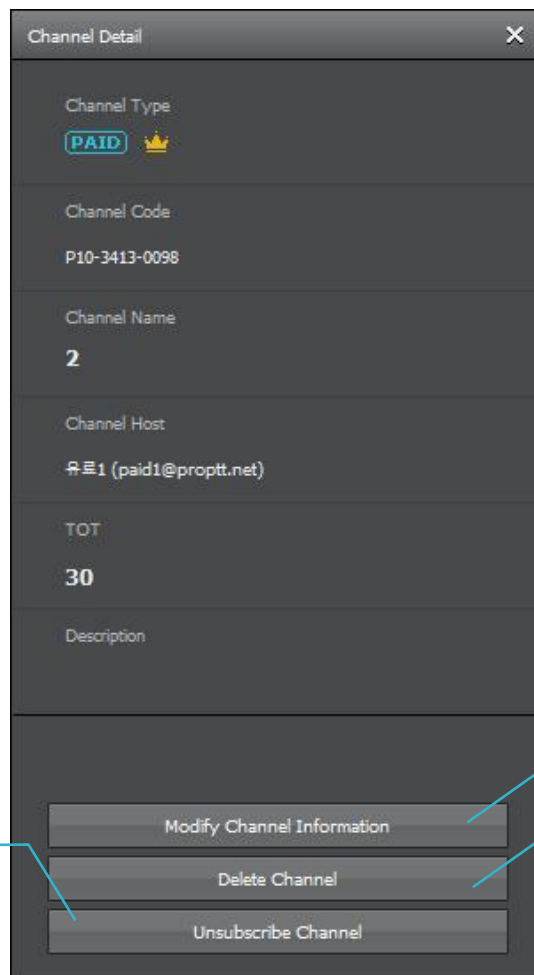 Channel Detail
Channel Type
PAID
Channel Code
P10-3413-0098
Channel Name
2
Channel Host
유료1 (paid1@proptt.net)
TOT
30
Description
Modify Channel Information
Delete Channel
Unsubscribe Channel